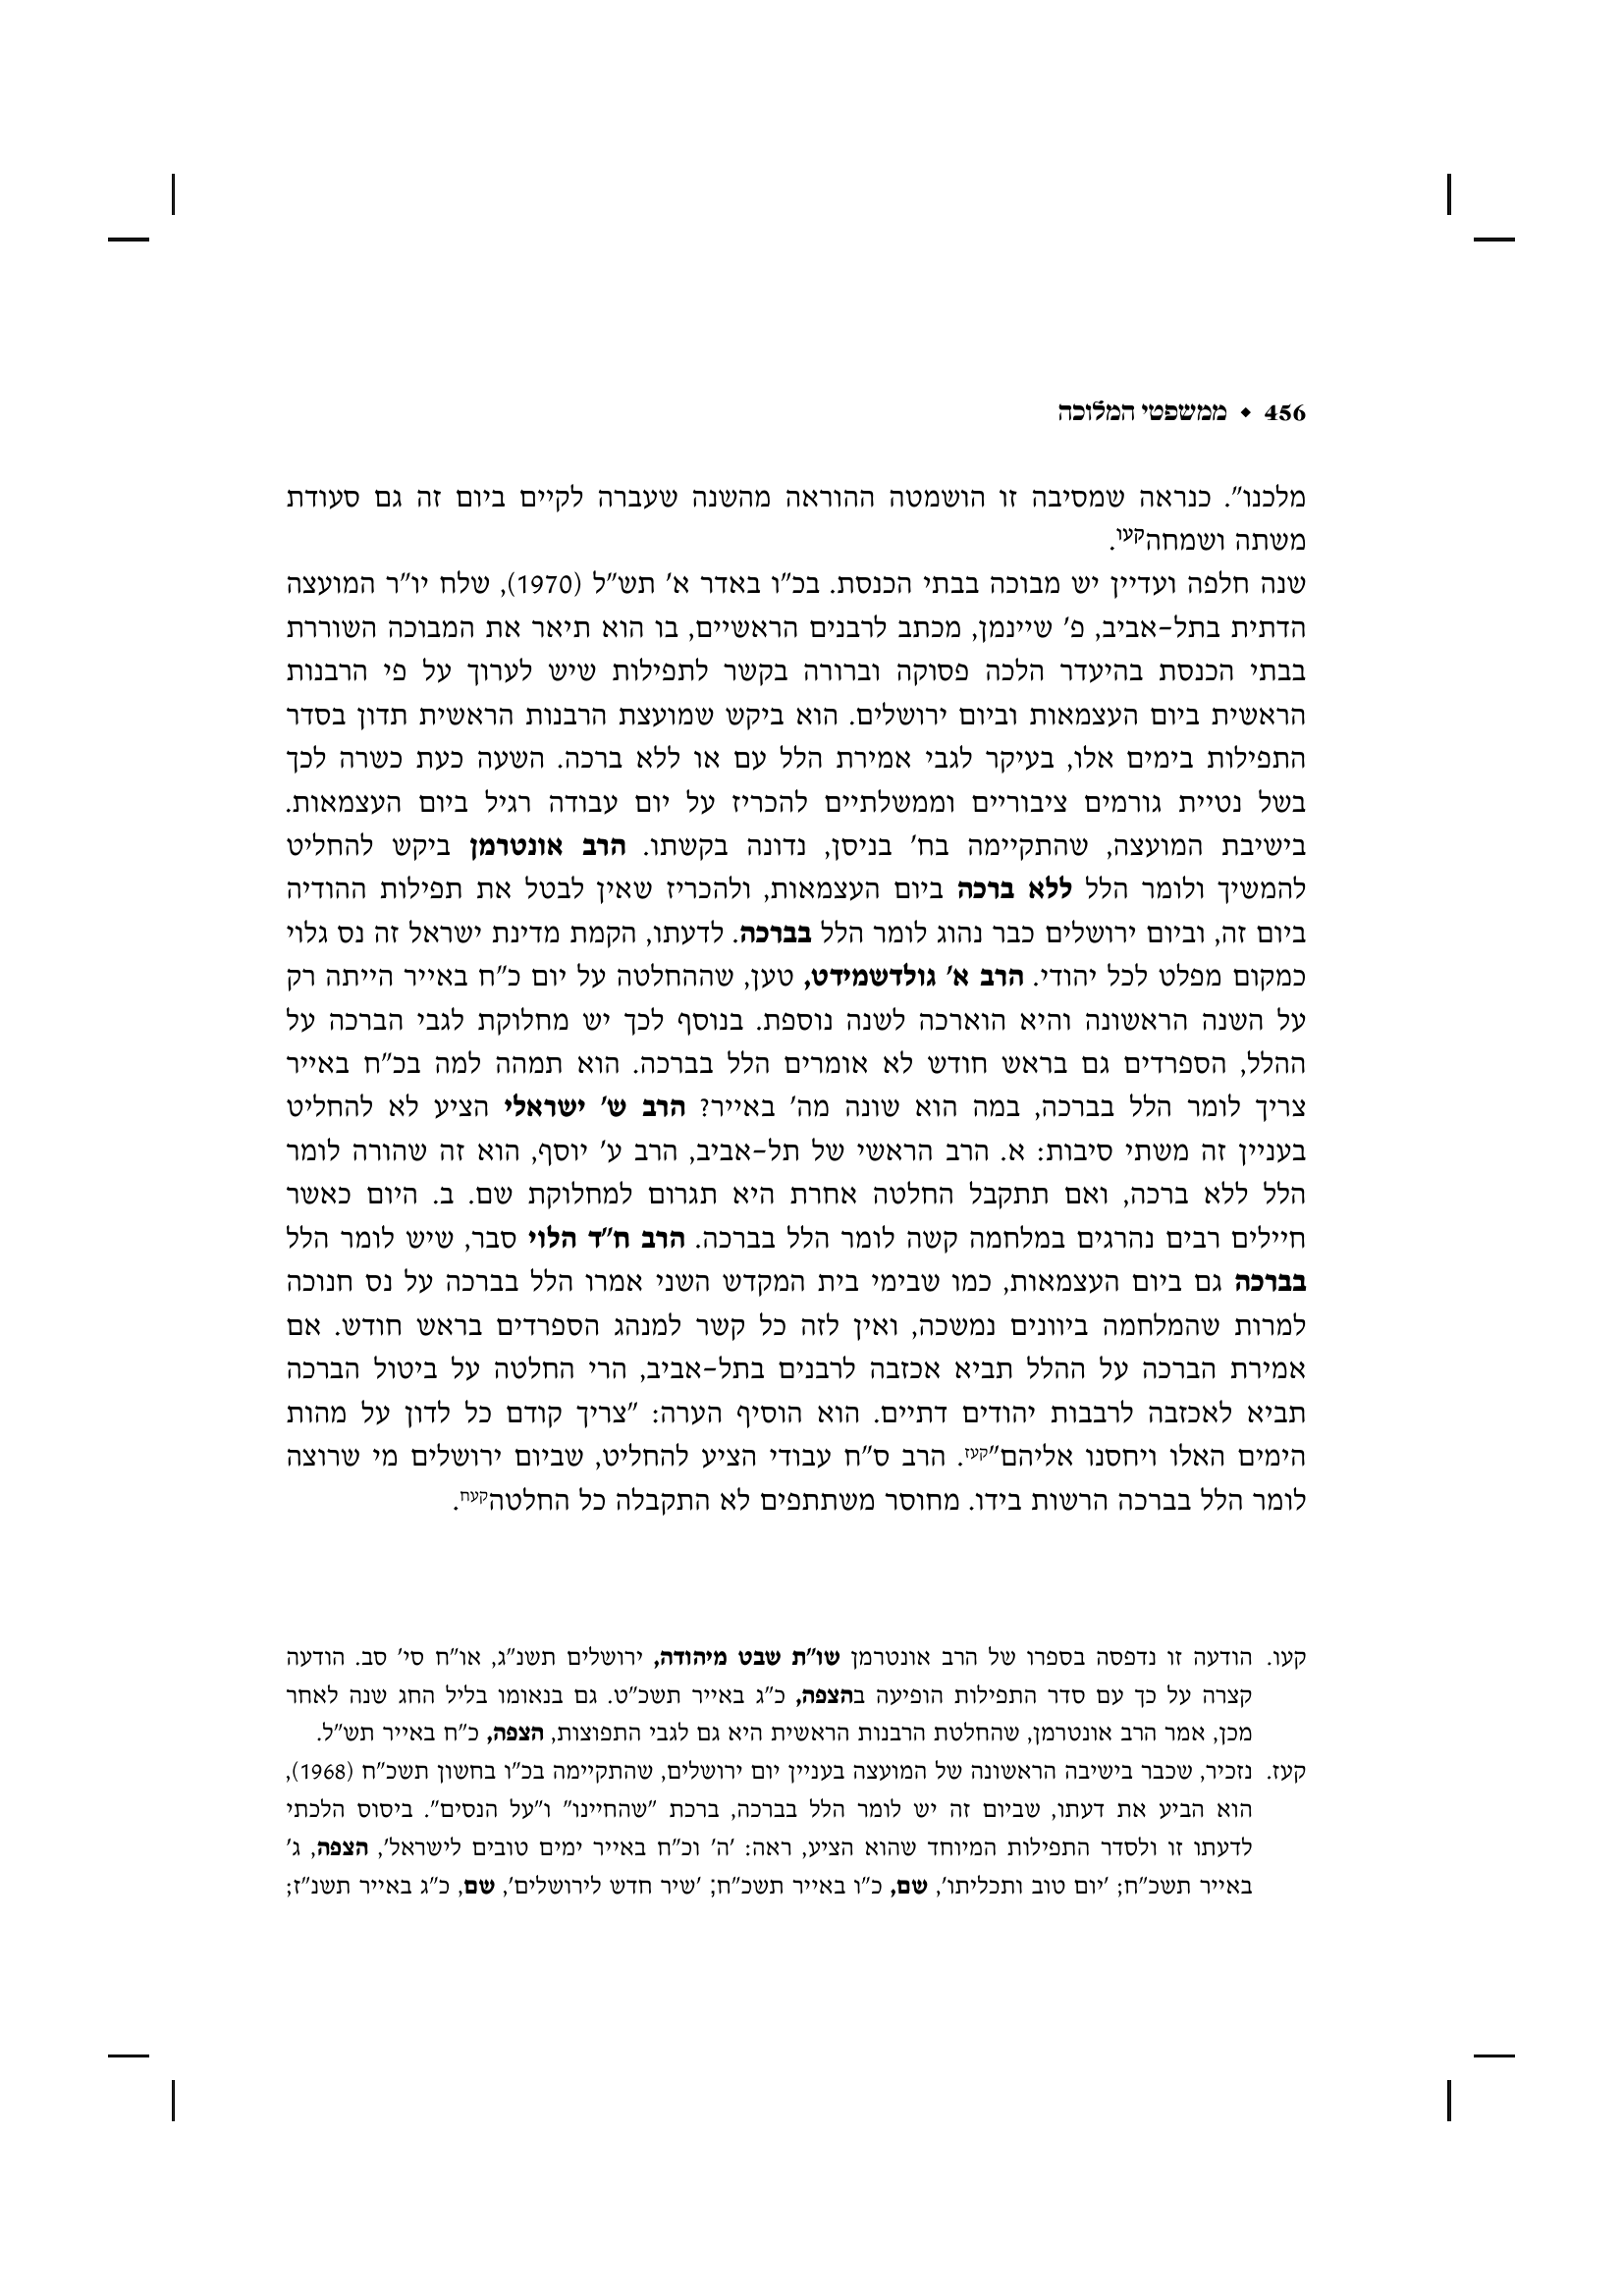 456 ◆ ממשפטי המלוכה
מלכנו". כנראה שמסיבה זו הושמטה ההוראה מהשנה שעברה לקיים ביום זה גם סעודת
משתה ושמחהקעו.
שנה חלפה ועדיין יש מבוכה בבתי הכנסת. בכ"ו באדר א' תש"ל (1970), שלח יו"ר המועצה
הדתית בתל-אביב, פ' שיינמן, מכתב לרבנים הראשיים, בו הוא תיאר את המבוכה השוררת
בבתי הכנסת בהיעדר הלכה פסוקה וברורה בקשר לתפילות שיש לערוך על פי הרבנות
הראשית ביום העצמאות וביום ירושלים. הוא ביקש שמועצת הרבנות הראשית תדון בסדר
התפילות בימים אלו, בעיקר לגבי אמירת הלל עם או ללא ברכה. השעה כעת כשרה לכך
בשל נטיית גורמים ציבוריים וממשלתיים להכריז על יום עבודה רגיל ביום העצמאות.
בישיבת המועצה, שהתקיימה בח' בניסן, נדונה בקשתו. הרב אונטרמן ביקש להחליט
להמשיך ולומר הלל ללא ברכה ביום העצמאות, ולהכריז שאין לבטל את תפילות ההודיה
ביום זה, וביום ירושלים כבר נהוג לומר הלל בברכה. לדעתו, הקמת מדינת ישראל זה נס גלוי
כמקום מפלט לכל יהודי. הרב א' גולדשמידט, טען, שההחלטה על יום כ"ח באייר הייתה רק
על השנה הראשונה והיא הוארכה לשנה נוספת. בנוסף לכך יש מחלוקת לגבי הברכה על
ההלל, הספרדים גם בראש חודש לא אומרים הלל בברכה. הוא תמהה למה בכ"ח באייר
צריך לומר הלל בברכה, במה הוא שונה מה' באייר? הרב ש' ישראלי הציע לא להחליט
בעניין זה משתי סיבות: א. הרב הראשי של תל-אביב, הרב ע' יוסף, הוא זה שהורה לומר
הלל ללא ברכה, ואם תתקבל החלטה אחרת היא תגרום למחלוקת שם. ב. היום כאשר
חיילים רבים נהרגים במלחמה קשה לומר הלל בברכה. הרב ח"ד הלוי סבר, שיש לומר הלל
בברכה גם ביום העצמאות, כמו שבימי בית המקדש השני אמרו הלל בברכה על נס חנוכה
למרות שהמלחמה ביוונים נמשכה, ואין לזה כל קשר למנהג הספרדים בראש חודש. אם
אמירת הברכה על ההלל תביא אכזבה לרבנים בתל-אביב, הרי החלטה על ביטול הברכה
תביא לאכזבה לרבבות יהודים דתיים. הוא הוסיף הערה: "צריך קודם כל לדון על מהות
הימים האלו ויחסנו אליהם"קעז. הרב ס"ח עבודי הציע להחליט, שביום ירושלים מי שרוצה
לומר הלל בברכה הרשות בידו. מחוסר משתתפים לא התקבלה כל החלטהקעח.
קעו. הודעה זו נדפסה בספרו של הרב אונטרמן שו"ת שבט מיהודה, ירושלים תשנ"ג, או"ח סי' סב. הודעה
קצרה על כך עם סדר התפילות הופיעה בהצפה, כ"ג באייר תשכ"ט. גם בנאומו בליל החג שנה לאחר
מכן, אמר הרב אונטרמן, שהחלטת הרבנות הראשית היא גם לגבי התפוצות, הצפה, כ"ח באייר תש"ל.
קעז. נזכיר, שכבר בישיבה הראשונה של המועצה בעניין יום ירושלים, שהתקיימה בכ"ו בחשון תשכ"ח (1968),
הוא הביע את דעתו, שביום זה יש לומר הלל בברכה, ברכת "שהחיינו" ו"על הנסים". ביסוס הלכתי
לדעתו זו ולסדר התפילות המיוחד שהוא הציע, ראה: 'ה' וכ"ח באייר ימים טובים לישראל', הצפה, ג'
באייר תשכ"ח; 'יום טוב ותכליתו', שם, כ"ו באייר תשכ"ח; 'שיר חדש לירושלים', שם, כ"ג באייר תשנ"ז;